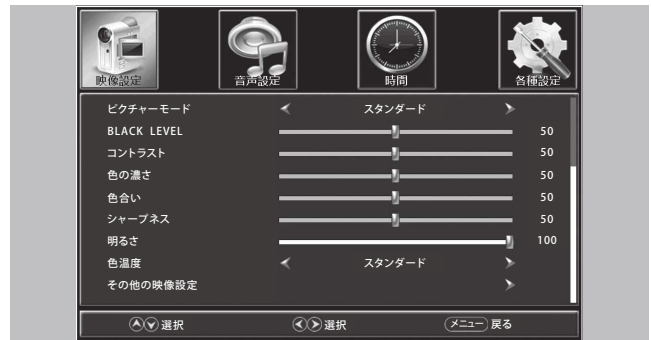 映像設定 音声設定 時間 各種設定
ピクチャーモード スタンダード
BLACK LEVEL 50
コントラスト 50
色の濃さ 50
色合い 50
シャープネス 50
明るさ 100
色温度 スタンダード
その他の映像設定
選択 選択 メニュー 戻る